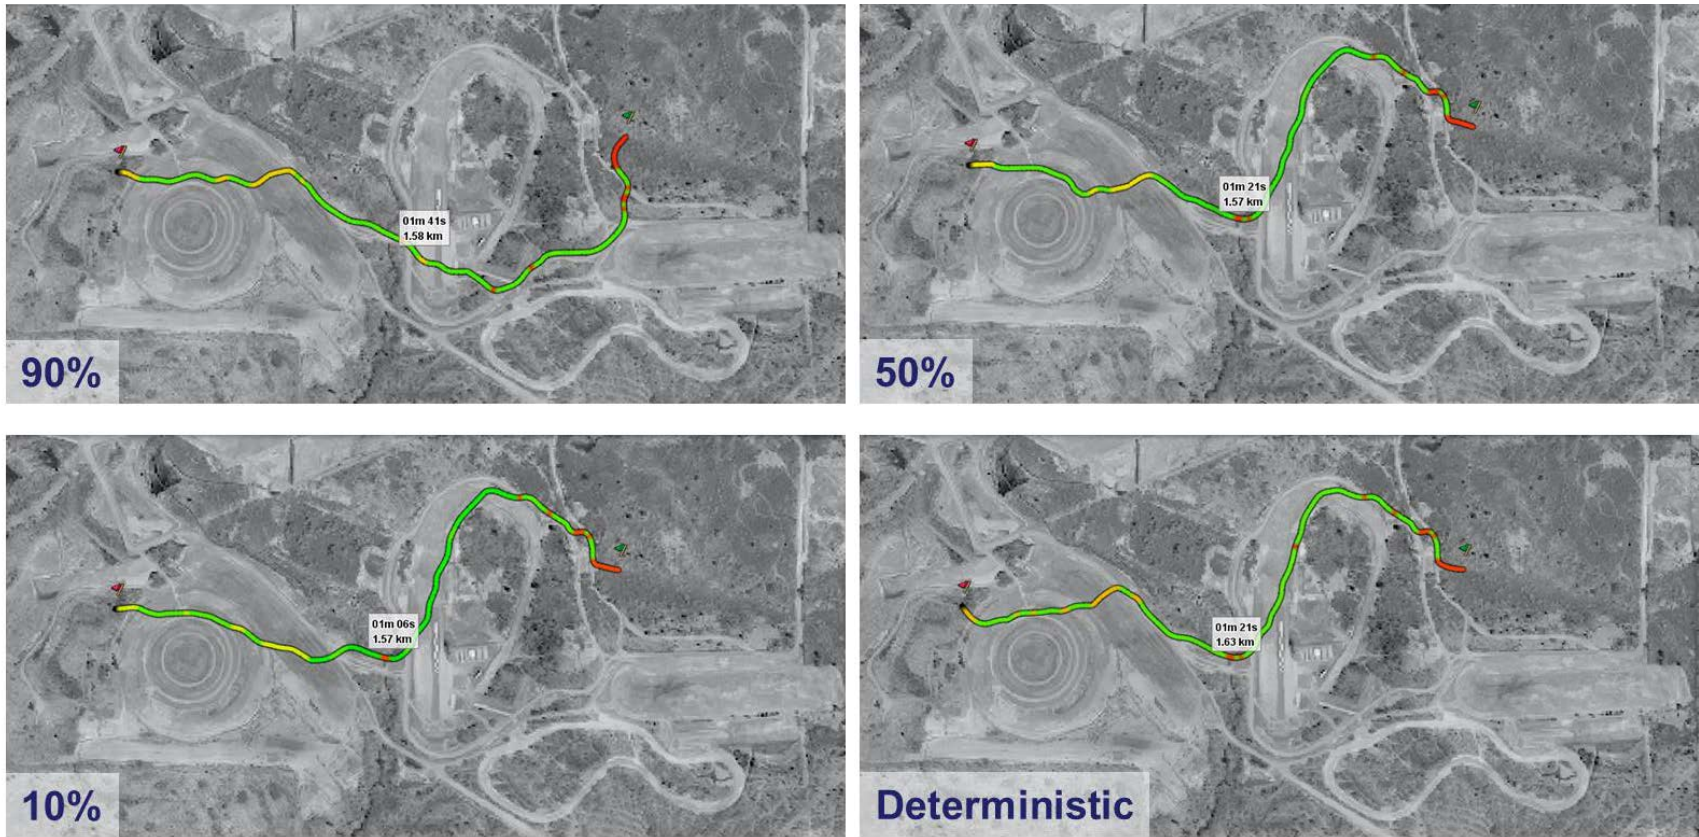 01m 41s
1.58 km
90%
01m 21s
1.57 km
50%
01m 06s
1.57 km
10%
01m 21s
1.63 km
Deterministic